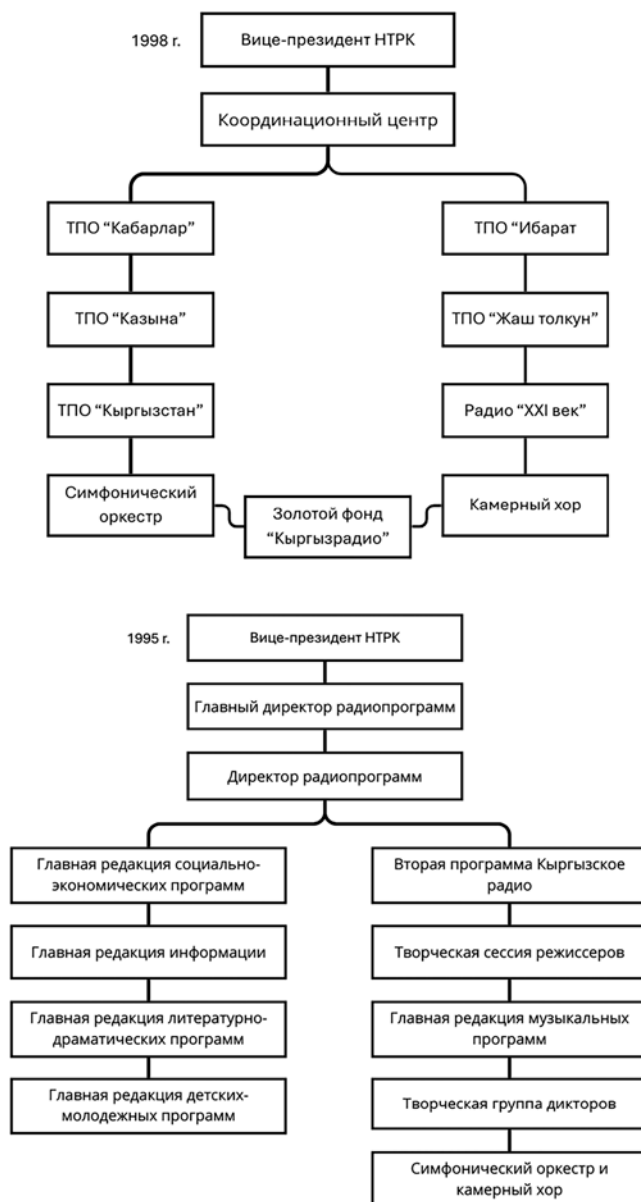 1998 г.
Вице-президент НТРК
Координационный центр
ТПО “Кабарлар”
ТПО “Ибарат
ТПО “Казына”
ТПО “Жаш толкун”
ТПО “Кыргызстан”
Радио “XXI век”
Симфонический
оркестр
Камерный хор
Золотой фонд
“Кыргызрадио”
1995 г.
Вице-президент НТРК
Главный директор радиопрограмм
Директор радиопрограмм
Главная редакция социально-
экономических программ
Вторая программа Кыргызское
радио
Главная редакция информации
Творческая сессия режиссеров
Главная редакция литературно-
драматических программ
Главная редакция музыкальных
программ
Главная редакция детских-
молодежных программ
Творческая группа дикторов
Симфонический оркестр и
камерный хор